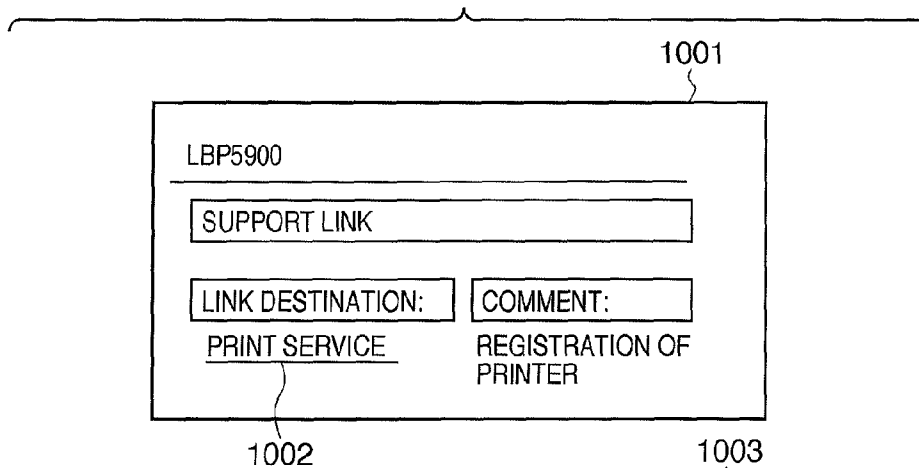 1001
LBP5900
SUPPORT LINK
LINK DESTINATION: COMMENT:
PRINT SERVICE REGISTRATION OF
PRINTER
1002 1003